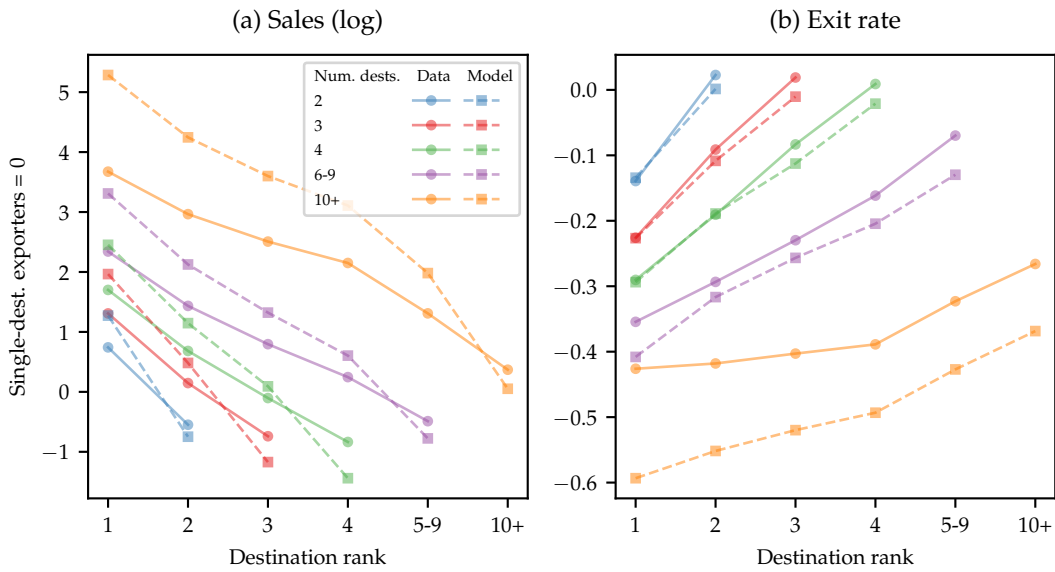 (a) Sales (log)
Single-dest. exporters = 0
5
4
3
2
1
0
−1
Num. dests. Data Model
2
3
4
6-9
10+
1 2 3 4 5-9 10+
Destination rank
(b) Exit rate
0.0
−0.1
−0.2
−0.3
−0.4
−0.5
−0.6
1 2 3 4 5-9 10+
Destination rank